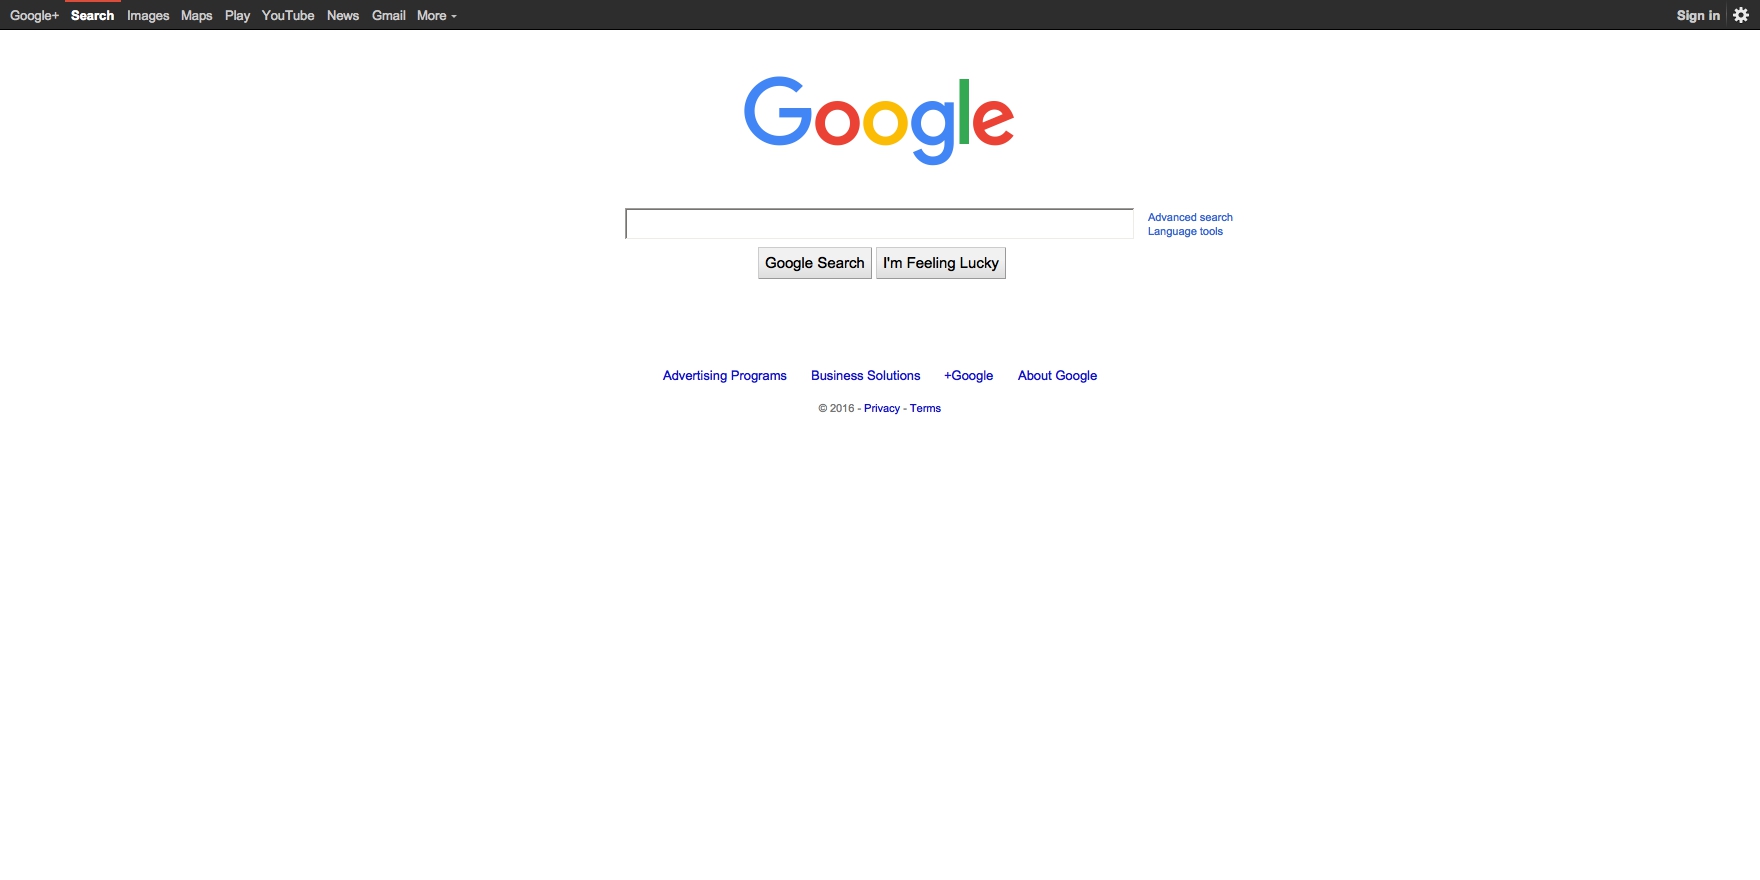 Google+ Search Images Maps Play YouTube News Gmail More Sign in
Google
Advanced search
Language tools
Google Search I'm Feeling Lucky
Advertising Programs Business Solutions +Google About Google
© 2016 - Privacy - Terms